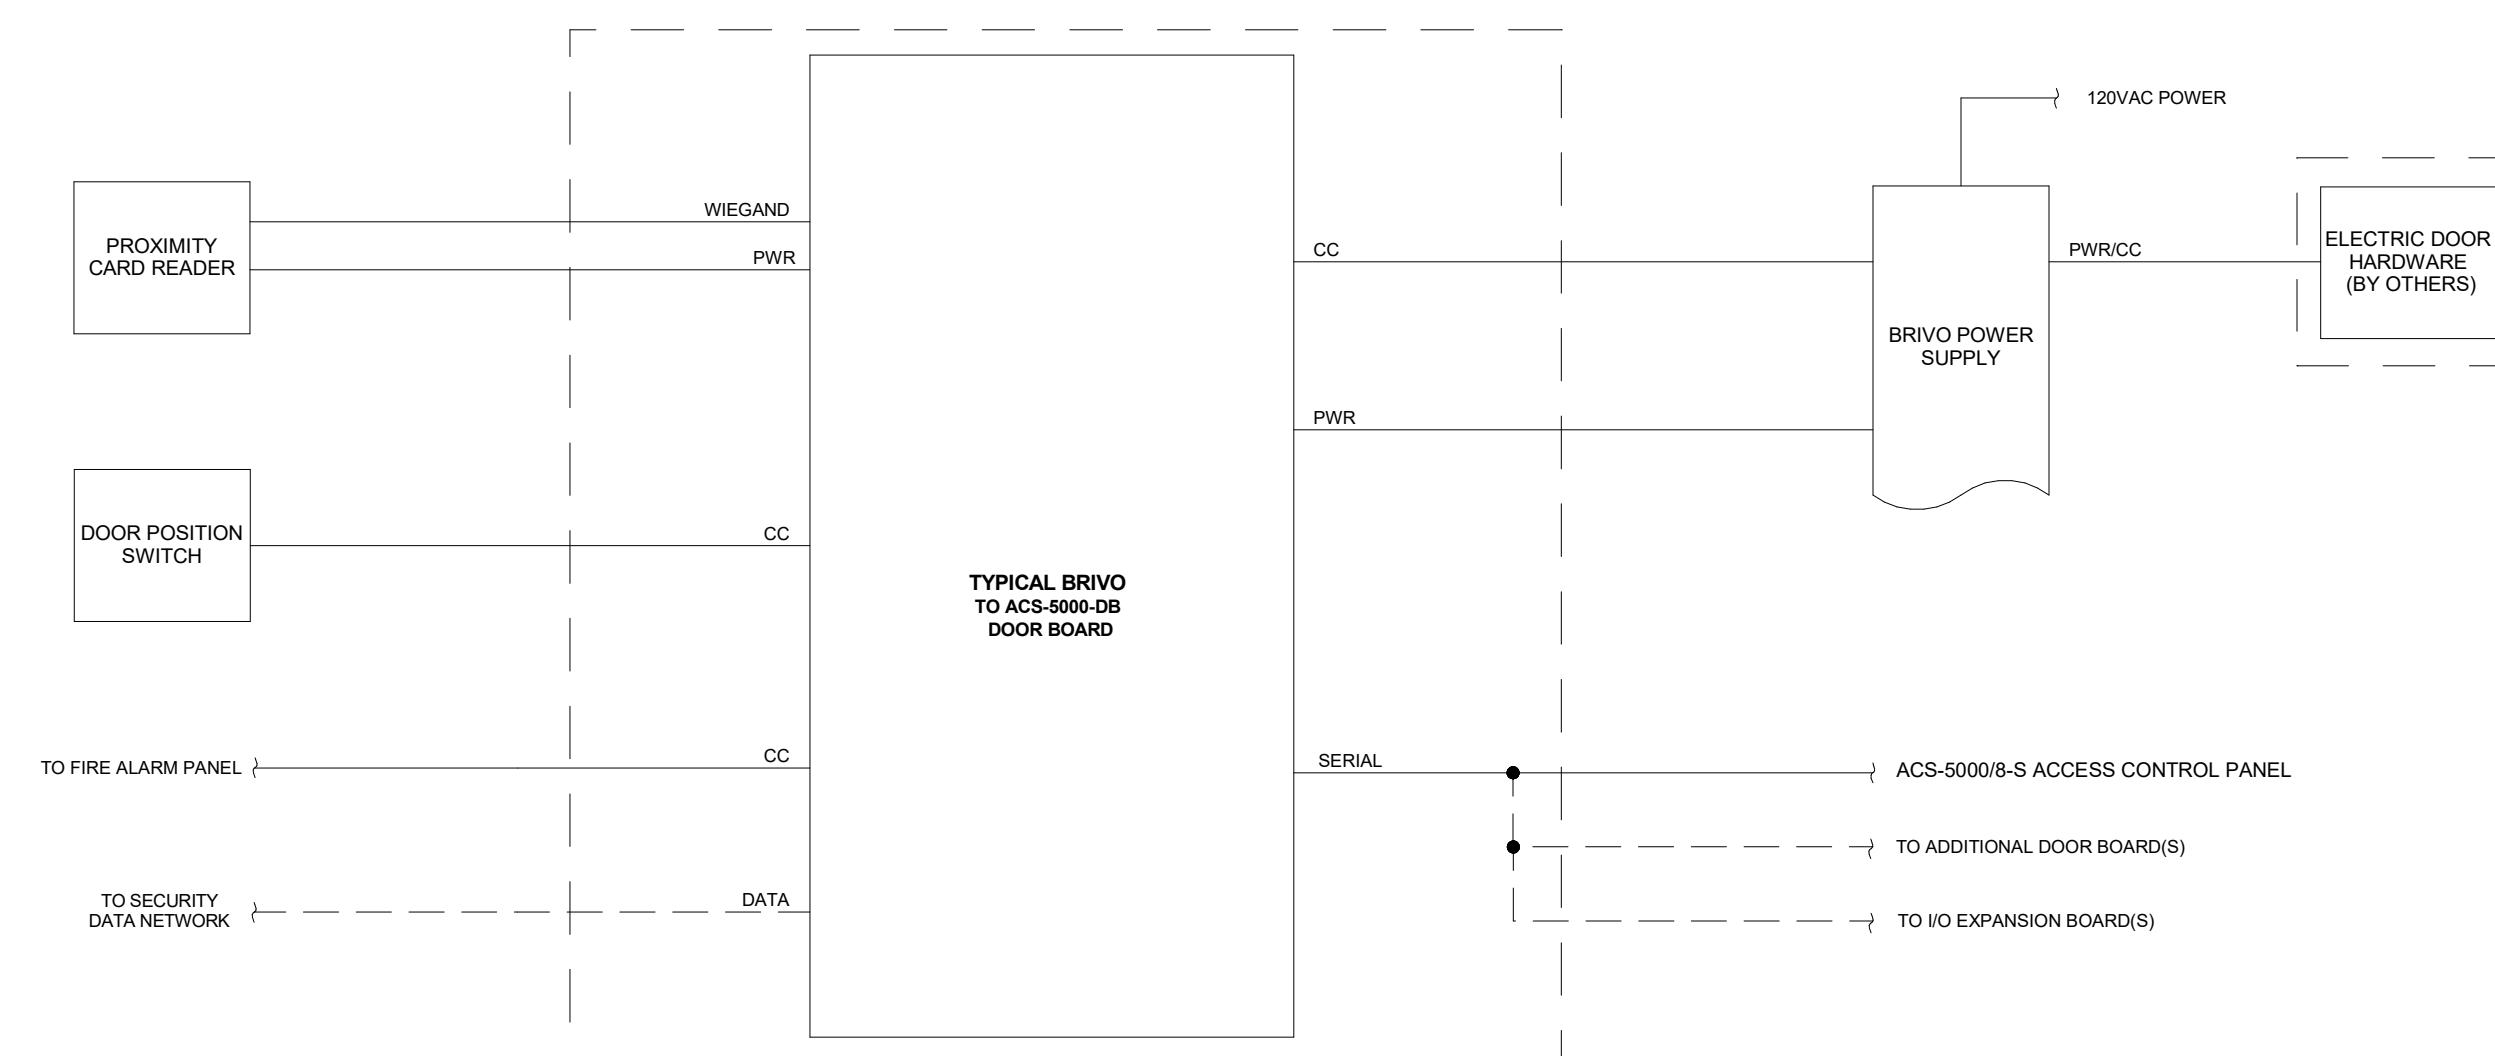 120VAC POWER
WIEGAND
PROXIMITY
CARD READER
PWR
CC
PWR/CC
ELECTRIC DOOR
HARDWARE
(BY OTHERS)
BRIVO POWER
SUPPLY
PWR
DOOR POSITION
SWITCH
CC
TYPICAL BRIVO
TO ACS-5000-DB
DOOR BOARD
TO FIRE ALARM PANEL
CC
SERIAL
ACS-5000/8-S ACCESS CONTROL PANEL
TO ADDITIONAL DOOR BOARD(S)
TO SECURITY
DATA NETWORK
DATA
TO I/O EXPANSION BOARD(S)